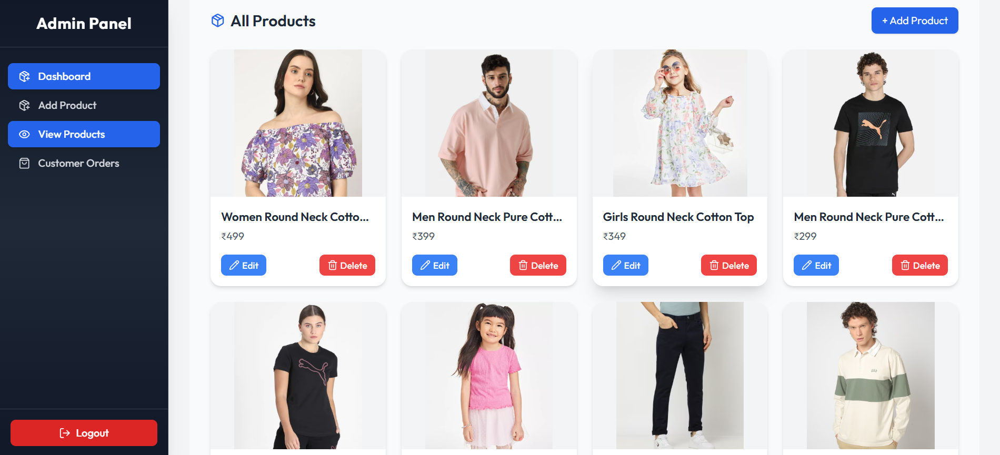 Admin Panel
Dashboard
Add Product
View Products
Customer Orders
Logout
All Products
+ Add Product
Women Round Neck Cotto...
₹499
Edit
Delete
Men Round Neck Pure Cott...
₹399
Edit
Delete
Girls Round Neck Cotton Top
₹349
Edit
Delete
Men Round Neck Pure Cott...
₹299
Edit
Delete
GAP